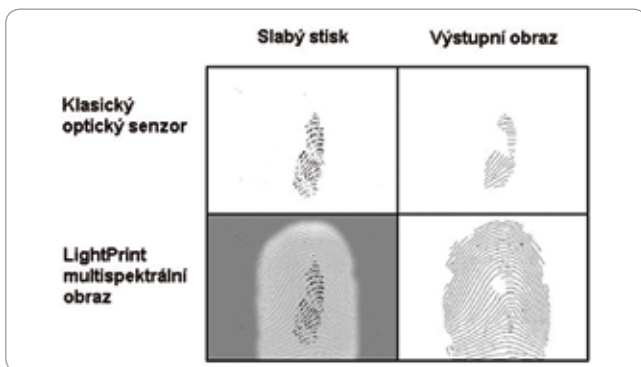 Slabý stisk
Výstupní obraz
Klasický
optický senzor
LightPrint
multispektrální
obraz